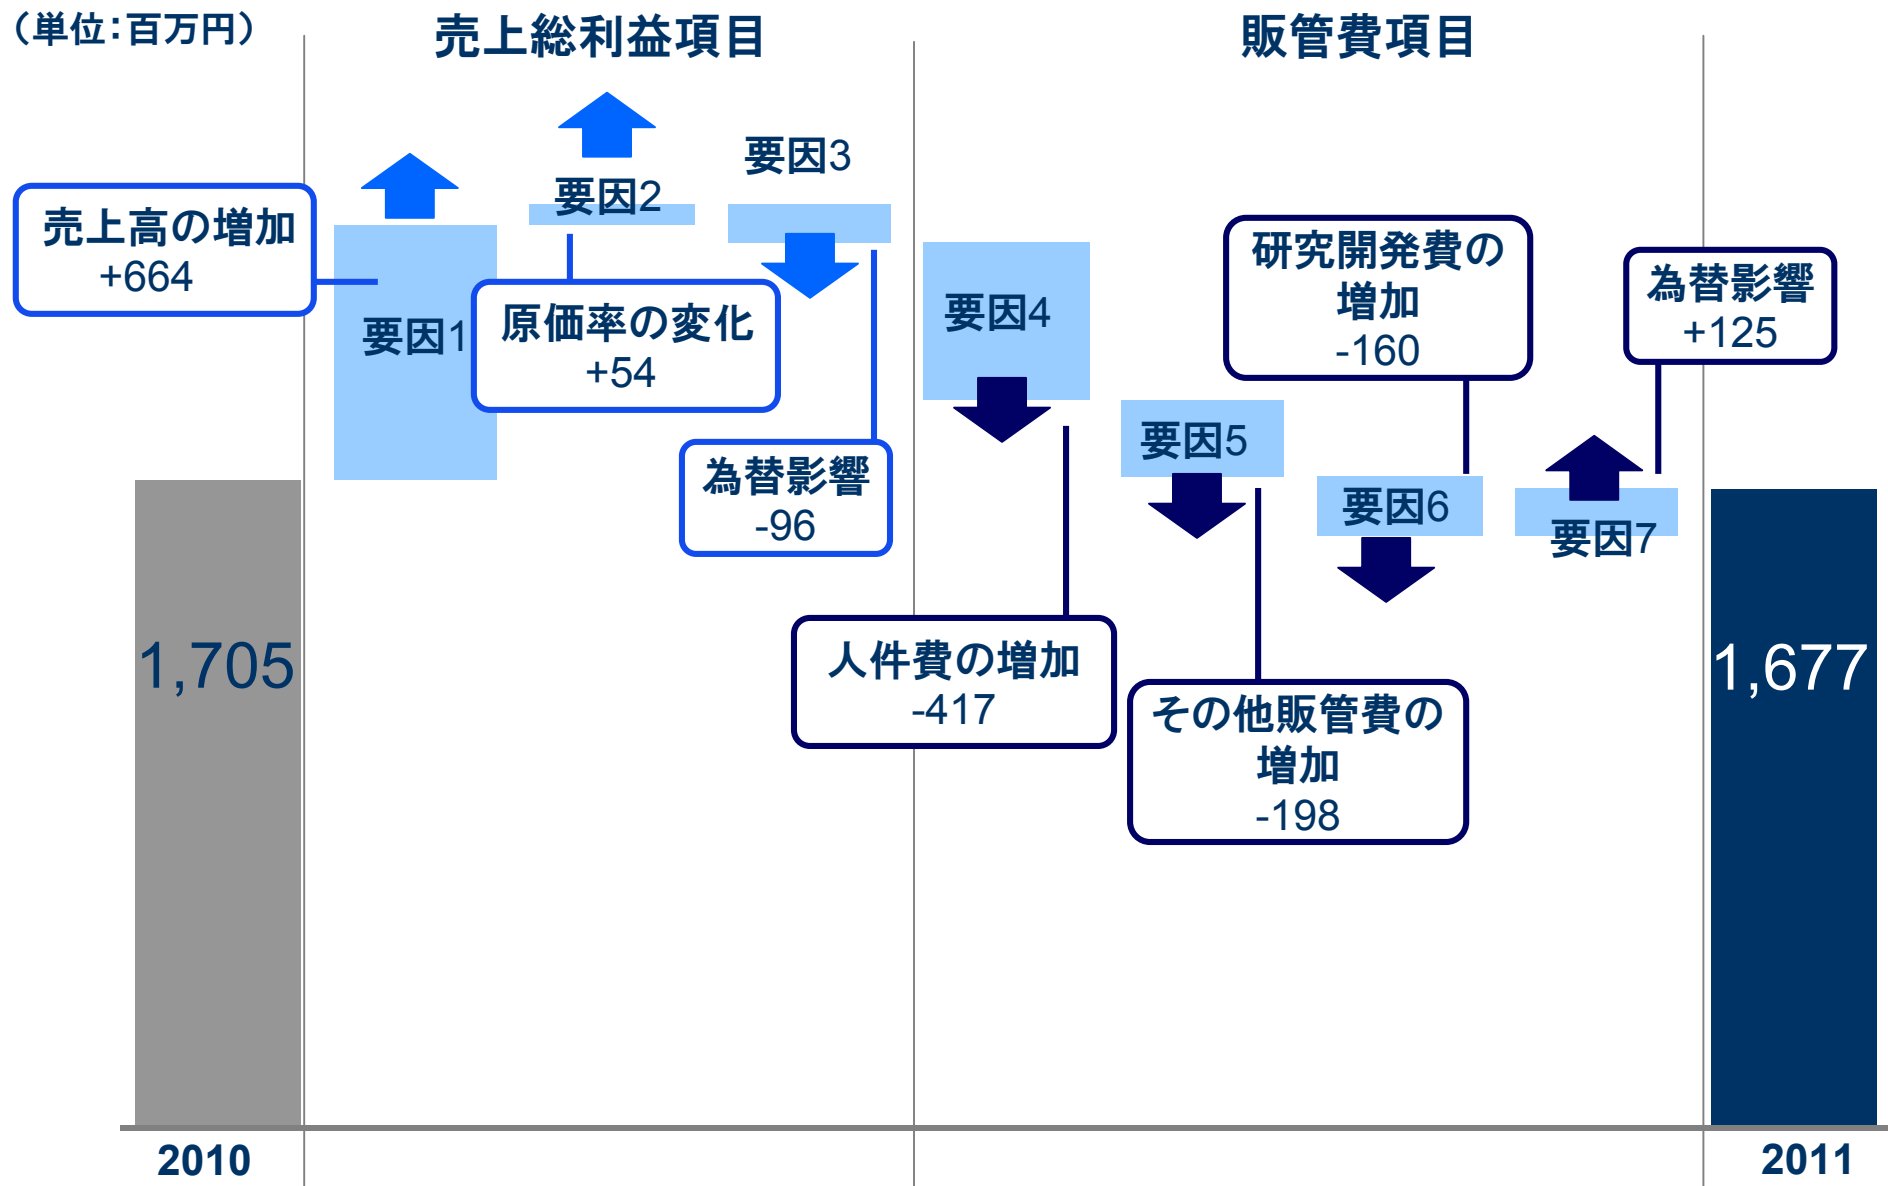 （単位：百万円）
売上総利益項目
販管費項目
売上高の増加
+664
要因1
要因2
原価率の変化
+54
要因3
為替影響
-96
要因4
人件費の増加
-417
要因5
その他販管費の
増加
-198
研究開発費の
増加
-160
要因6
為替影響
+125
要因7
1,705
1,677
2010
2011